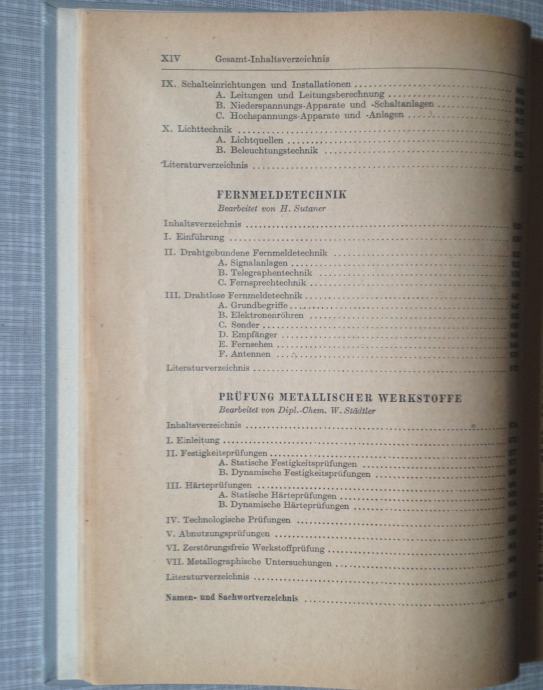 XIV Gesamt-Inhaltsverzeichnis
IX. Schalteinrichtungen und Installationen
A. Leitungen und Leitungsberechnung
B. Niederspannungs-Apparate und -Schaltanlagen
C. Hochspannungs-Apparate und -Anlagen
X. Lichttechnik
A. Lichtquellen
B. Beleuchtungstechnik
Literaturverzeichnis
FERNMELDETECHNIK
Bearbeitet von H. Sutaner
Inhaltsverzeichnis
I. Einführung
II. Drahtgebundene Fernmeldetechnik
A. Signalanlagen
B. Telegraphentechnik
C. Fernsprechtechnik
III. Drahtlose Fernmeldetechnik
A. Grundbegriffe
B. Elektronenröhren
C. Sender
D. Empfänger
E. Fernsehen
F. Antennen
Literaturverzeichnis
PRÜFUNG METALLISCHER WERKSTOFFE
Bearbeitet von Dipl.-Chem. W. Städtler
Inhaltsverzeichnis
I. Einleitung
II. Festigkeitsprüfungen
A. Statische Festigkeitsprüfungen
B. Dynamische Festigkeitsprüfungen
III. Härteprüfungen
A. Statische Härteprüfungen
B. Dynamische Härteprüfungen
IV. Technologische Prüfungen
V. Abnutzungsprüfungen
VI. Zerstörungsfreie Werkstoffprüfung
VII. Metallographische Untersuchungen
Literaturverzeichnis
Namen- und Sachwortverzeichnis